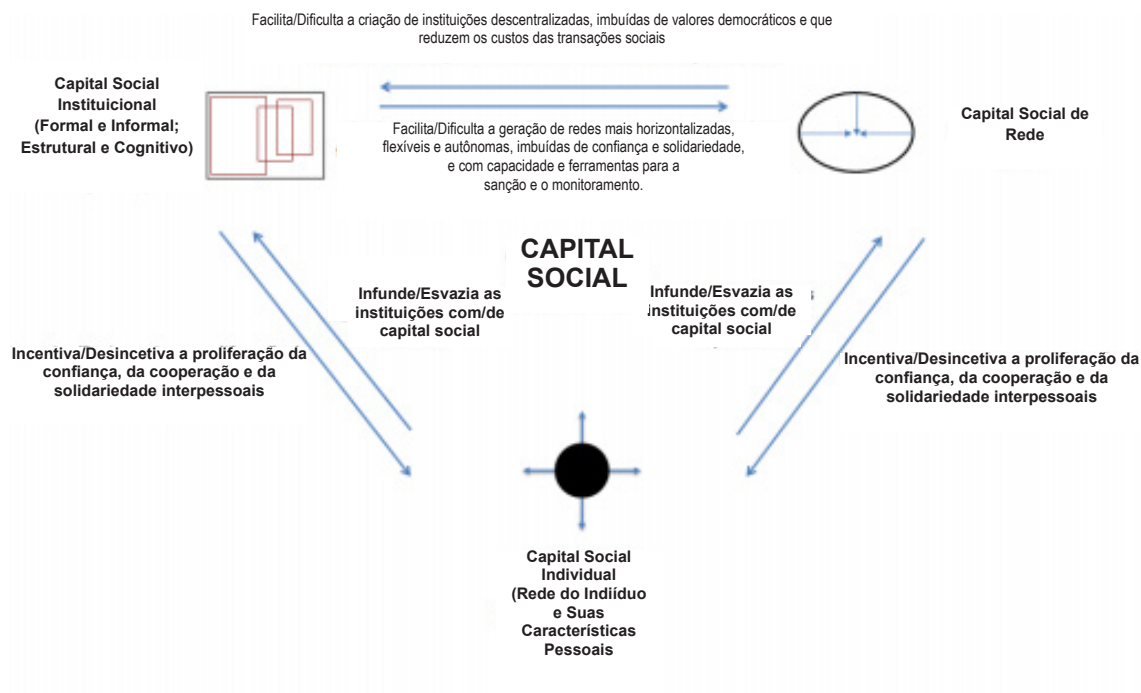 Facilita/Dificulta a criação de instituições descentralizadas, imbuídas de valores democráticos e que
reduzem os custos das transações sociais
Capital Social
Instituicional
(Formal e Informal;
Estrutural e Cognitivo)
Facilita/Dificulta a geração de redes mais horizontalizadas,
flexíveis e autônomas, imbuídas de confiança e solidariedade,
e com capacidade e ferramentas para a
sanção e o monitoramento.
Capital Social de
Rede
CAPITAL
SOCIAL
Infunde/Esvazia as
instituições com/de
capital social
Infunde/Esvazia as
instituições com/de
capital social
Incentiva/Desincetiva a proliferação da
confiança, da cooperação e da
solidariedade interpessoais
Incentiva/Desincetiva a proliferação da
confiança, da cooperação e da
solidariedade interpessoais
Capital Social
Individual
(Rede do Indiíduo
e Suas
Características
Pessoais